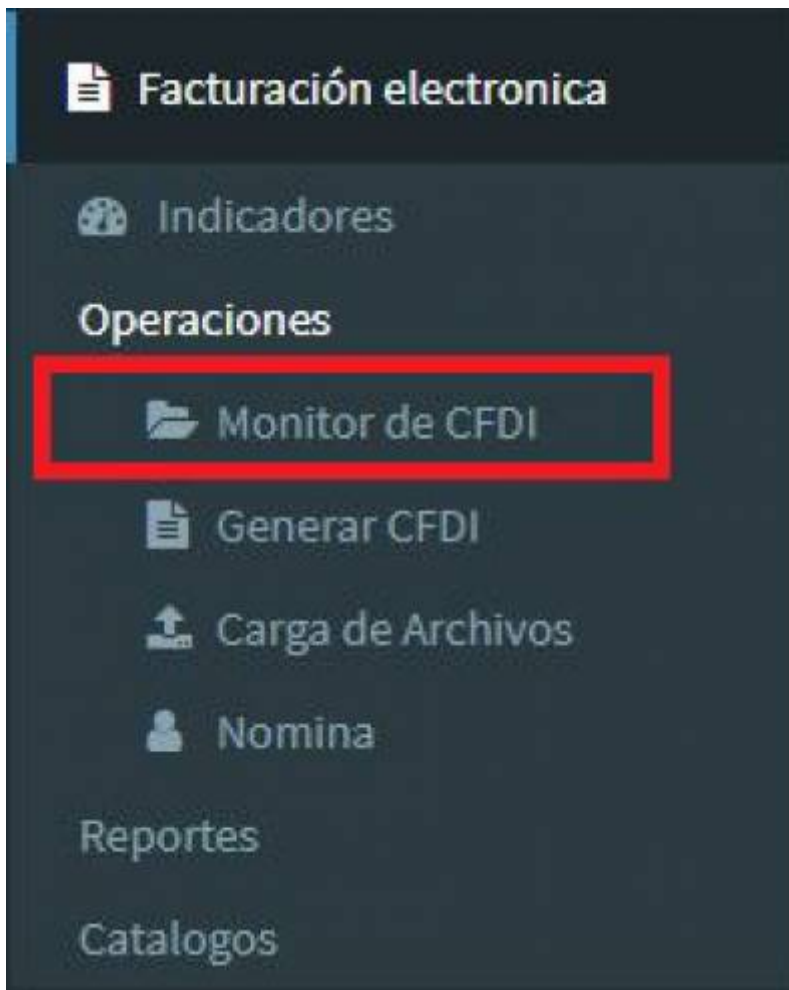 Facturación electronica
Indicadores
Operaciones
Monitor de CFDI
Generar CFDI
Carga de Archivos
Nomina
Reportes
Catalogos